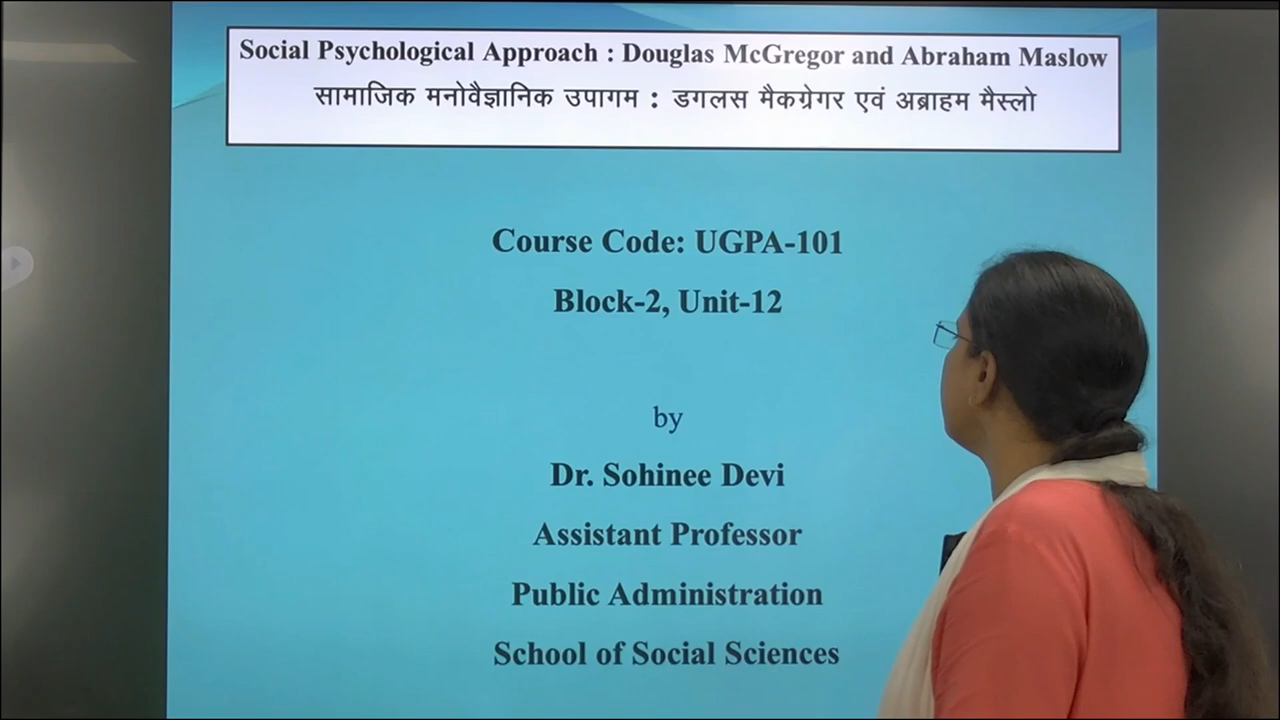 Social Psychological Approach : Douglas McGregor and Abraham Maslow
सामाजिक मनोवैज्ञानिक उपागम : डगलस मैकग्रेगर एवं अब्राहम मैस्लो
Course Code: UGPA-101
Block-2, Unit-12
by
Dr. Sohinee Devi
Assistant Professor
Public Administration
School of Social Sciences